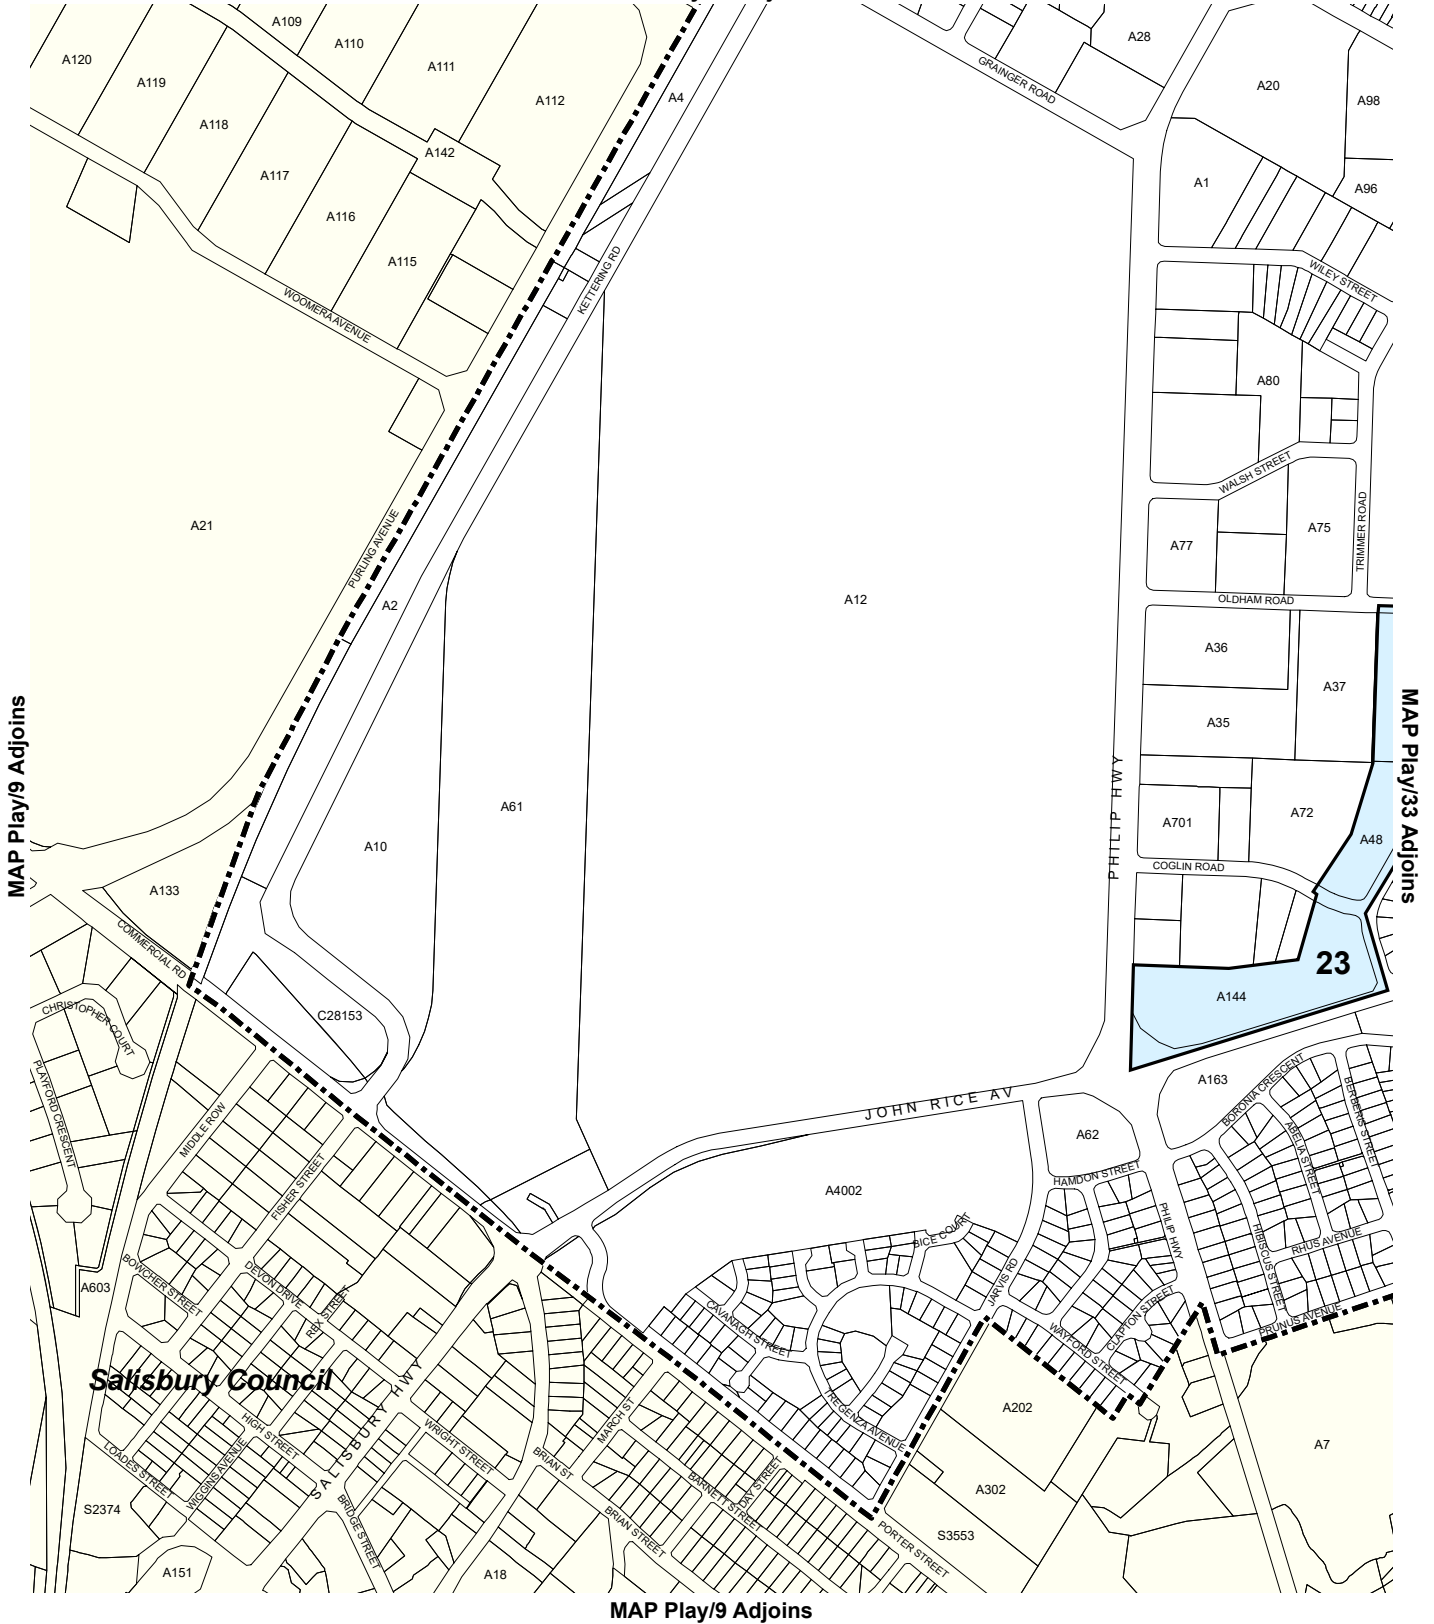 A109
A110
A28
A120
A119
A111
A112
A4
GRAINGER ROAD
A20
A98
A118
A142
A117
A116
A115
A1
A96
WOOMERA AVENUE
KETTERING RD
WILEY STREET
A80
WALSH STREET
A21
PURLING AVENUE
A77
A75
TRIMMER ROAD
A2
A12
OLDHAM ROAD
A36
A37
A35
MAP Play/9 Adjoins
MAP Play/33 Adjoins
PHILIP HWY
A61
A10
A701
A72
A48
COGLIN ROAD
A133
COMMERCIAL RD
23
A144
CHRISTOPHER COURT
C28153
PLAYFORD CRESCENT
MIDDLE ROW
JOHN RICE AV
A163
BORONIA CRESCENT
BERBERIS STREET
ABELIA STREET
A62
HAMDON STREET
A4002
FISHER STREET
BICE COURT
PHILIP HWY
HIBISCUS STREET
RHUS AVENUE
BOWCHER STREET
DEVON DRIVE
A603
RBX STREET
JARVIS RD
CAVANAGH STREET
WAYFORD STREET
CLAPTON STREET
PRUNUS AVENUE
Salisbury Council
SALISBURY HWY
TREGENZA AVENUE
A202
HIGH STREET
LOADES STREET
WIGGINS AVENUE
WRIGHT STREET
MARCH ST
BRIAN ST
BARNETT STREET
DAY STREET
A7
A302
S2374
BRIDGE STREET
BRIAN STREET
PORTER STREET
S3553
A151
A18
MAP Play/9 Adjoins